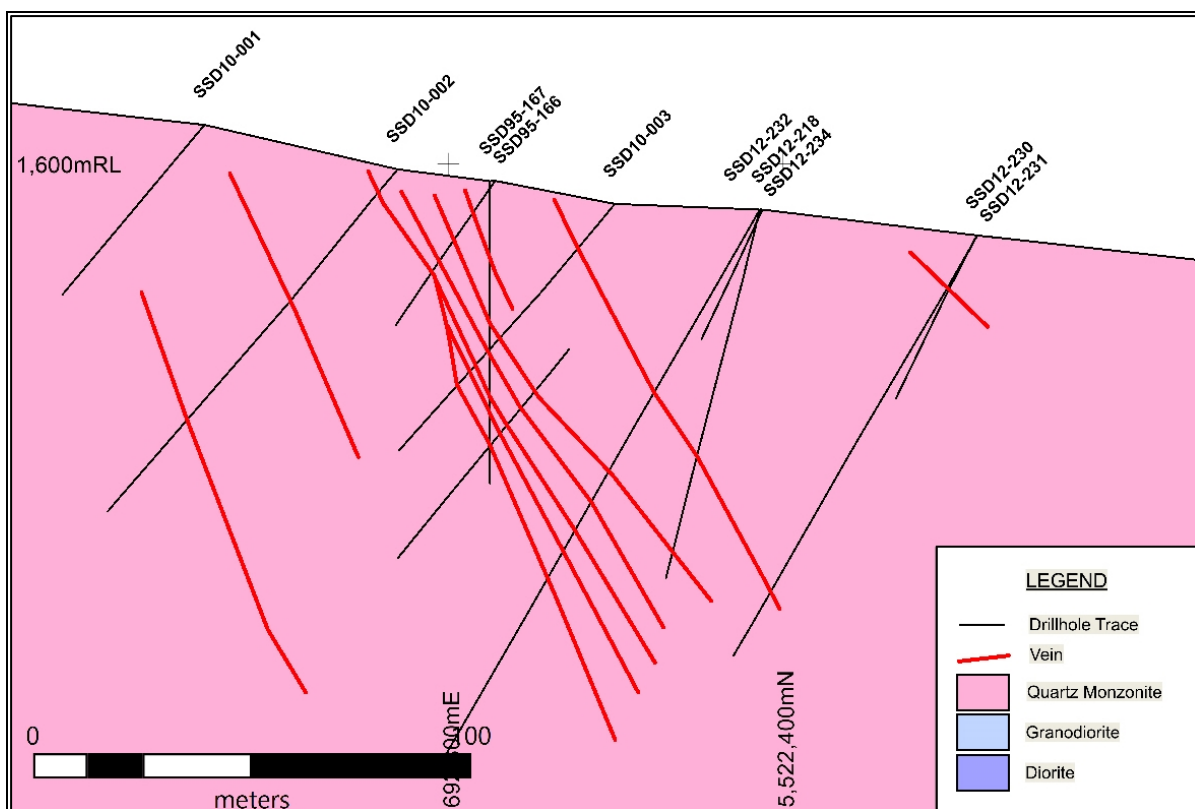 SSD10-001
SSD10-002
SSD95-167
SSD95-166
SSD10-003
SSD12-232
SSD12-218
SSD12-234
SSD12-230
SSD12-231
1,600mRL
LEGEND
Drillhole Trace
Vein
Quartz Monzonite
Granodiorite
Diorite
5,522,400mN
0
100
meters